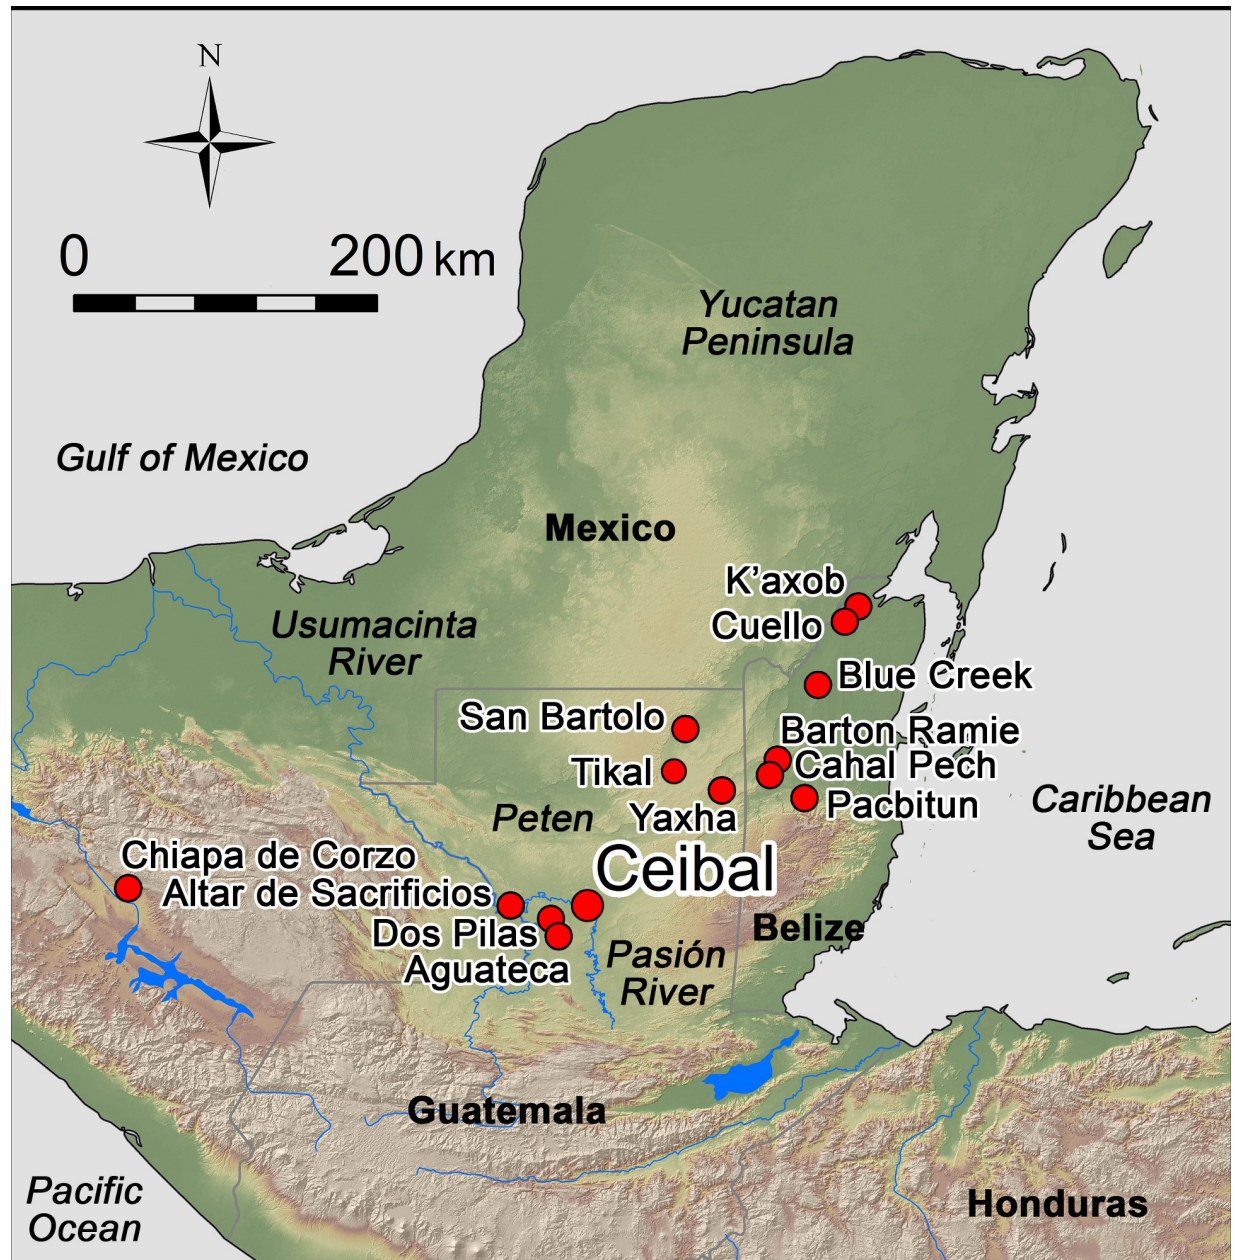 N
0 200 km
Yucatan
Peninsula
Gulf of Mexico
Mexico
K'axob
Cuello
Usumacinta
River
Blue Creek
San Bartolo
Barton Ramie
Tikal
Cahal Pech
Peten
Yaxha
Pacbitun
Caribbean
Sea
Chiapa de Corzo
Ceibal
Altar de Sacrificios
Dos Pilas
Belize
Aguateca
Pasión
River
Guatemala
Pacific
Ocean
Honduras